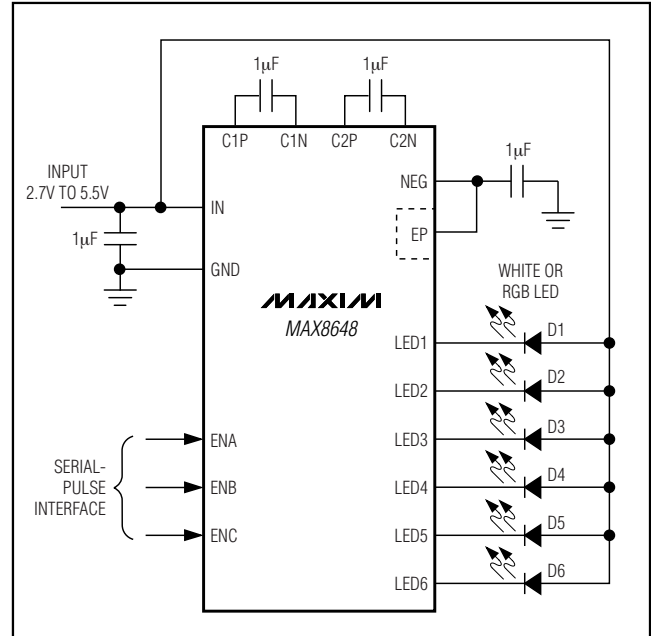 1μF
1μF
C1P
C1N
C2P
C2N
1μF
INPUT
2.7V TO 5.5V
NEG
IN
EP
1μF
GND
WHITE OR
RGB LED
MAXIM
MAX8648
LED1
D1
LED2
D2
LED3
D3
ENA
LED4
D4
SERIAL-
PULSE
INTERFACE
ENB
LED5
D5
ENC
LED6
D6